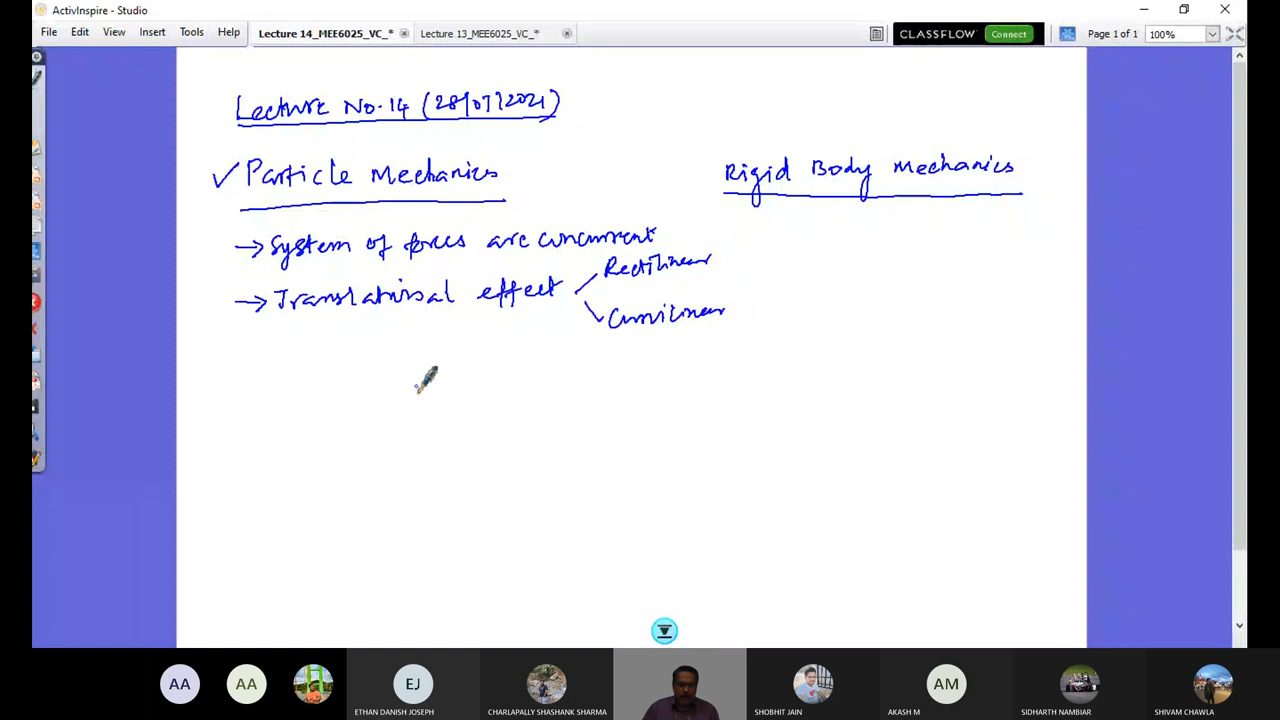 ActivInspire - Studio
File Edit View Insert Tools Help
Lecture 14_MEE6025_VC_*
Lecture 13_MEE6025_VC_*
CLASSFLOW Connect
Page 1 of 1
100%
Lecture No. 14 (28/07/2021)
✓ Particle Mechanics
Rigid Body Mechanics
→ System of forces are concurrent
→ Translational effect
Rectilinear
Curvilinear
AA
AA
EJ
AM
ETHAN DANISH JOSEPH
CHARLAPALLY SHASHANK SHARMA
SHOBHIT JAIN
AKASH M
SIDHARTH NAMBIAR
SHIVAM CHAWLA